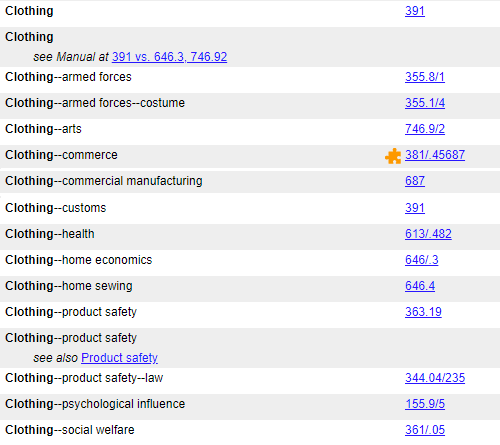 Clothing 391
Clothing
see Manual at 391 vs. 646.3, 746.92
Clothing--armed forces 355.8/1
Clothing--armed forces--costume 355.1/4
Clothing--arts 746.9/2
Clothing--commerce 381/.45687
Clothing--commercial manufacturing 687
Clothing--customs 391
Clothing--health 613/.482
Clothing--home economics 646/.3
Clothing--home sewing 646.4
Clothing--product safety 363.19
Clothing--product safety
see also Product safety
Clothing--product safety--law 344.04/235
Clothing--psychological influence 155.9/5
Clothing--social welfare 361/.05